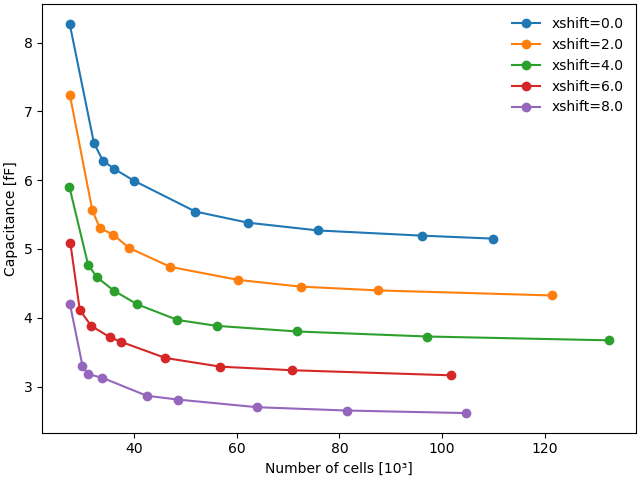 8
7
6
5
4
3
Capacitance [fF]
xshift=0.0
xshift=2.0
xshift=4.0
xshift=6.0
xshift=8.0
40
60
80
100
120
Number of cells [10³]